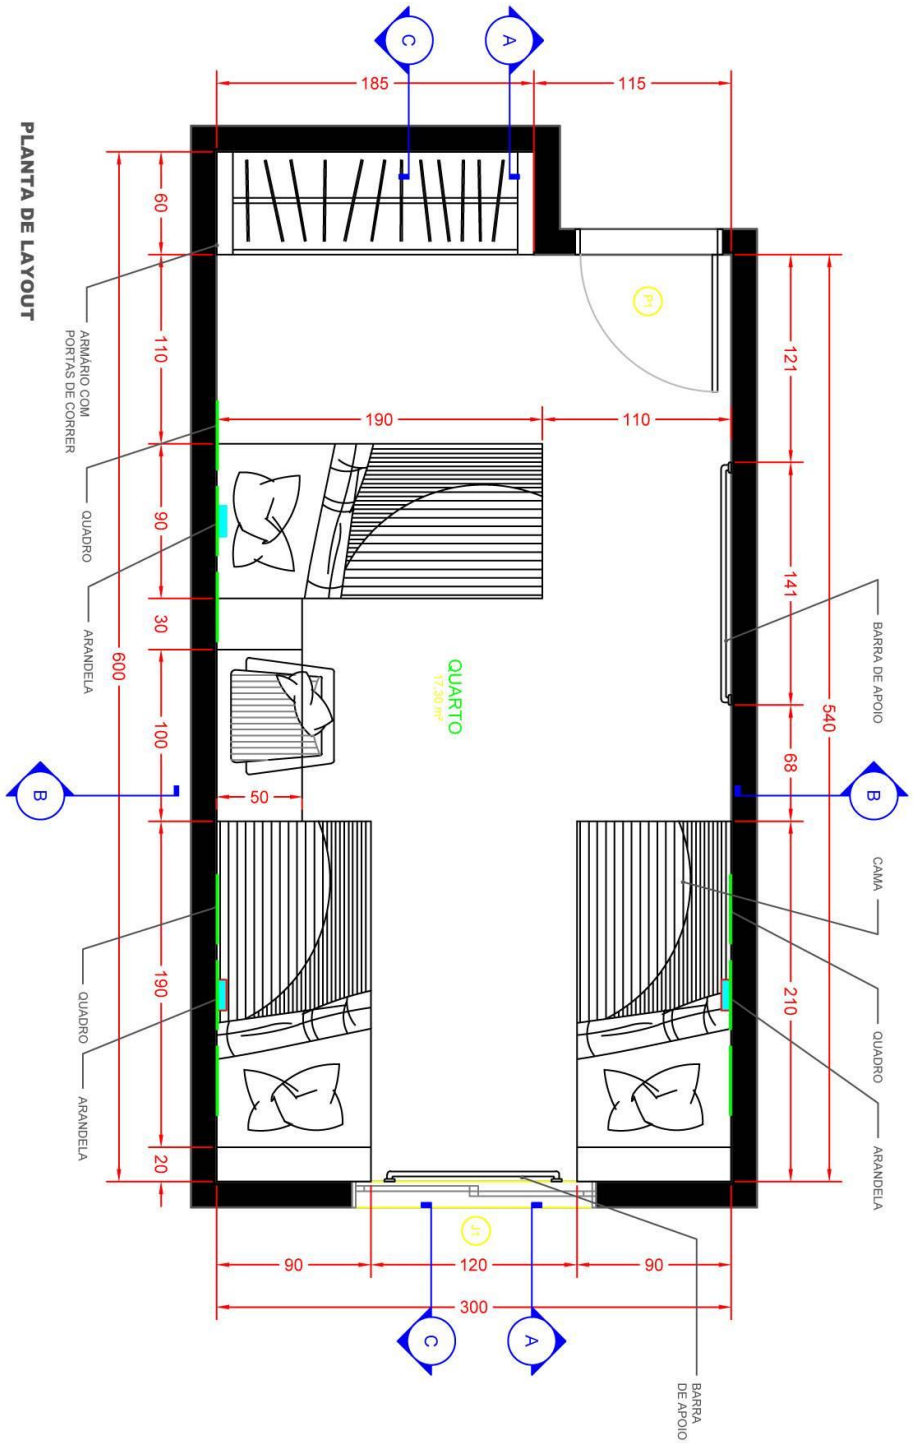 PLANTA DE LAYOUT
C
A
185
115
60
110
90
30
100
190
20
600
121
141
68
210
540
190
110
50
P1
QUARTO
17.30 m²
B
B
ARMÁRIO COM
PORTAS DE CORRER
QUADRO
ARANDELA
QUADRO
ARANDELA
BARRA DE APOIO
CAMA
QUADRO
ARANDELA
J1
90
120
90
300
C
A
BARRA
DE APOIO